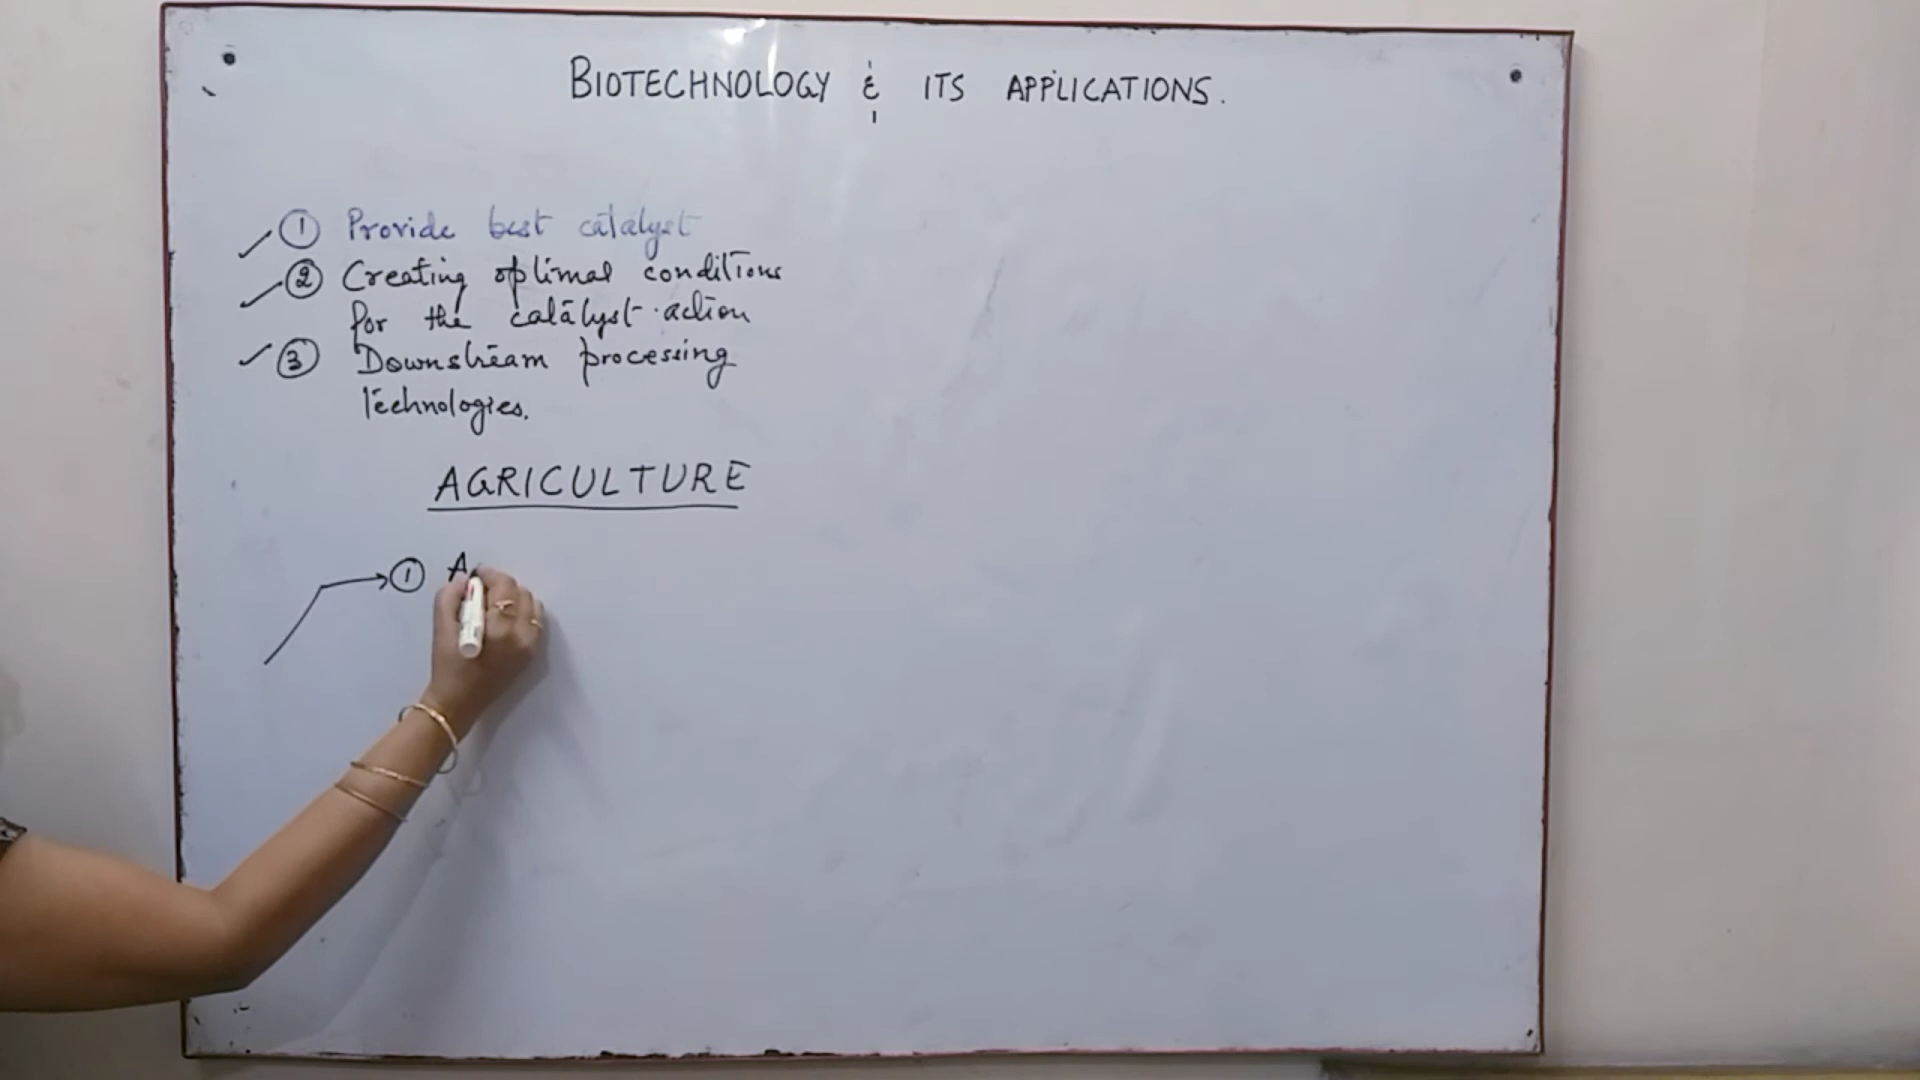 BIOTECHNOLOGY & ITS APPLICATIONS.
① Provide best catalyst
② Creating optimal conditions
for the catalyst action
③ Downstream processing
technologies.
AGRICULTURE
① A